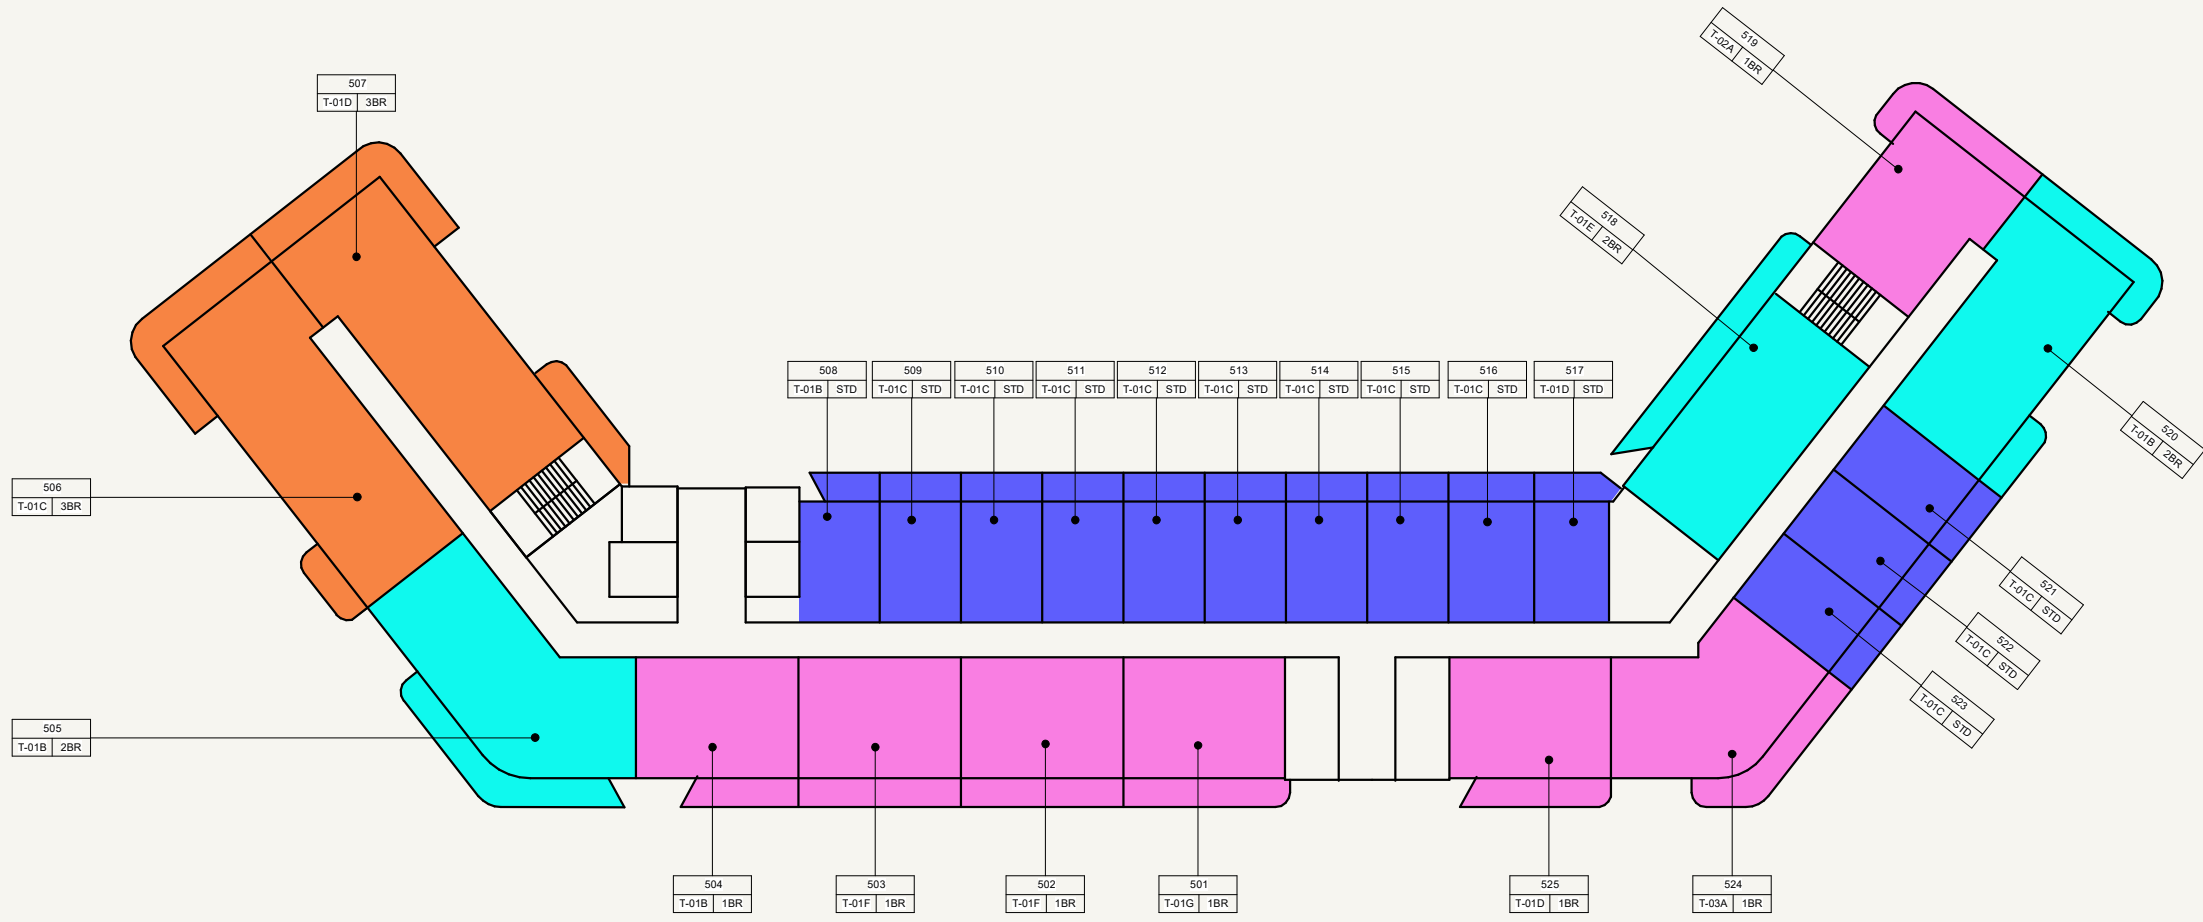 519
T-02A 1BR
507
T-01D 3BR
518
T-01E 2BR
508
T-01B STD
509
T-01C STD
510
T-01C STD
511
T-01C STD
512
T-01C STD
513
T-01C STD
514
T-01C STD
515
T-01C STD
516
T-01C STD
517
T-01D STD
520
T-01B 2BR
506
T-01C 3BR
521
T-01C STD
522
T-01C STD
523
T-01C STD
505
T-01B 2BR
504
T-01B 1BR
503
T-01F 1BR
502
T-01F 1BR
501
T-01G 1BR
525
T-01D 1BR
524
T-03A 1BR